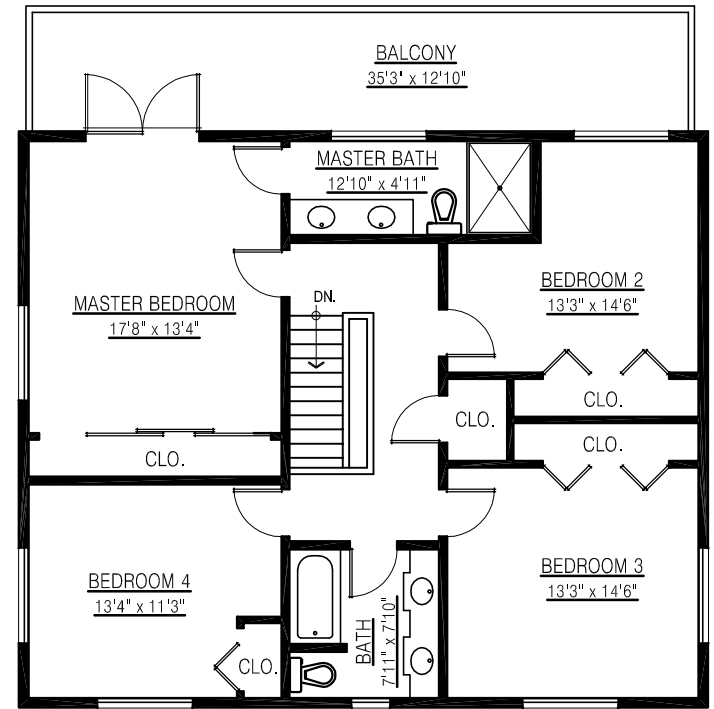 BALCONY
35'3" x 12'10"
MASTER BATH
12'10" x 4'11"
BEDROOM 2
13'3" x 14'6"
MASTER BEDROOM
17'8" x 13'4"
DN.
CLO.
CLO.
CLO.
CLO.
BEDROOM 3
13'3" x 14'6"
BEDROOM 4
13'4" x 11'3"
BATH
7'11" x 7'10"
CLO.